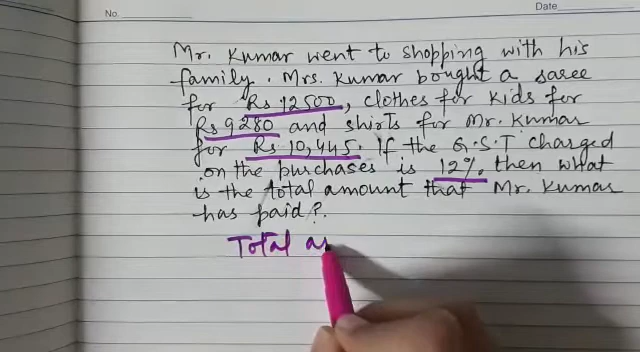 No. Date
Mr. Kumar went to shopping with his
family. Mrs. Kumar bought a saree
for Rs 12500, clothes for kids for
Rs 9280 and shirts for Mr. Kumar
for Rs 10,445. If the G.S.T charged
on the purchases is 12%. then what
is the total amount that Mr. Kumar
has paid?.
Total